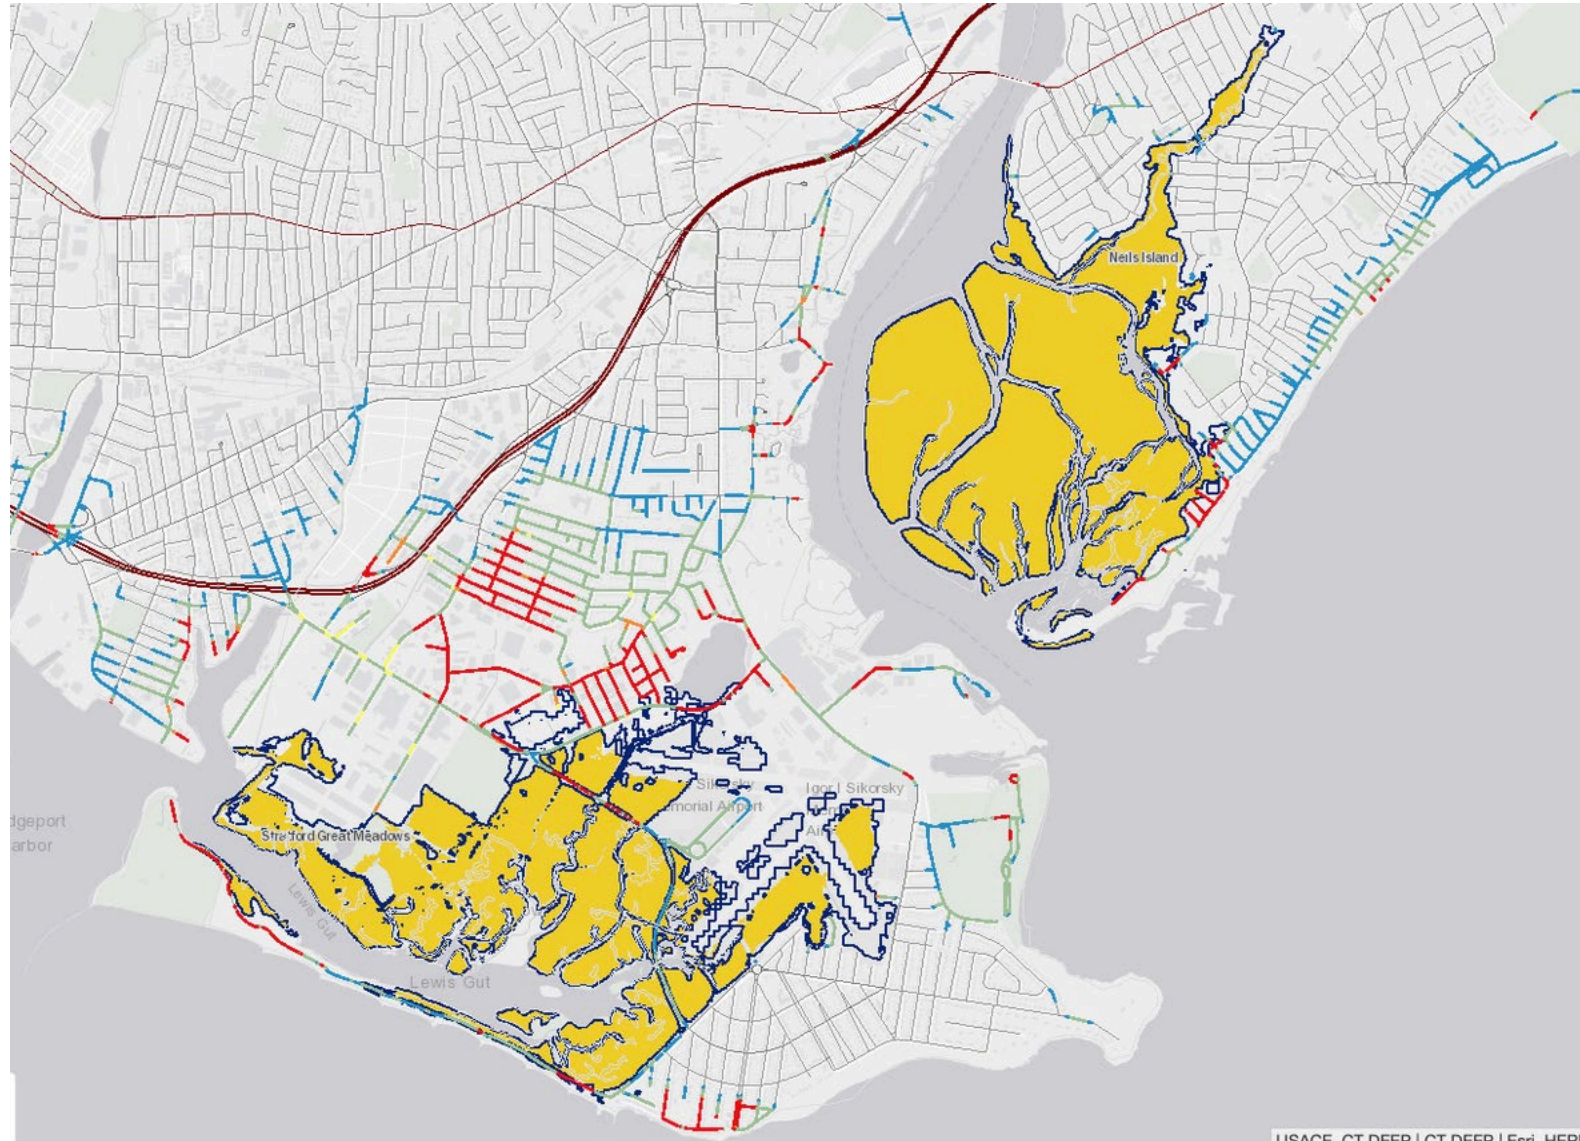 Neils Island
Sikorsky
Igor I Sikorsky
morial Airport
dgeport
arbor
Stratford Great Meadows
Lewis Gut
Lewis Gut
USACE, CT DEEP | CT DEEP | Esri, HERE